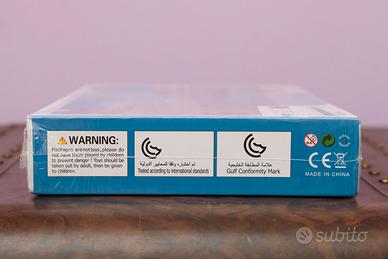 WARNING:
Packages are not toys, please do
not have them played by children
to prevent danger ! Toys should be
taken out by adult, then be given
to children.
تم اختباره وفقا للمعايير الدولية
Tested according to international standards
علامة المطابقة الخليجية
Gulf Conformity Mark
CE
MADE IN CHINA
subito